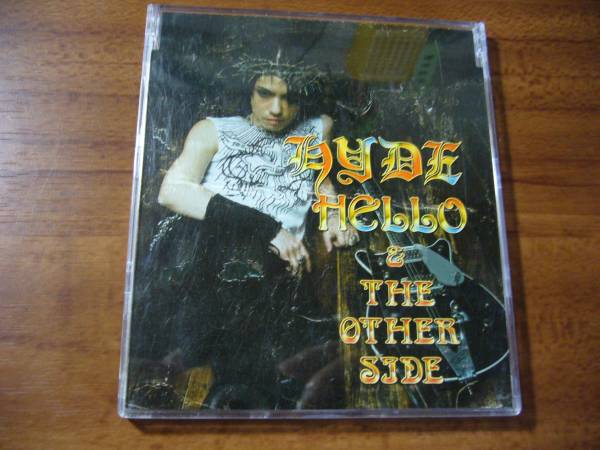 HYDE
HELLO
&
THE
OTHER
SIDE